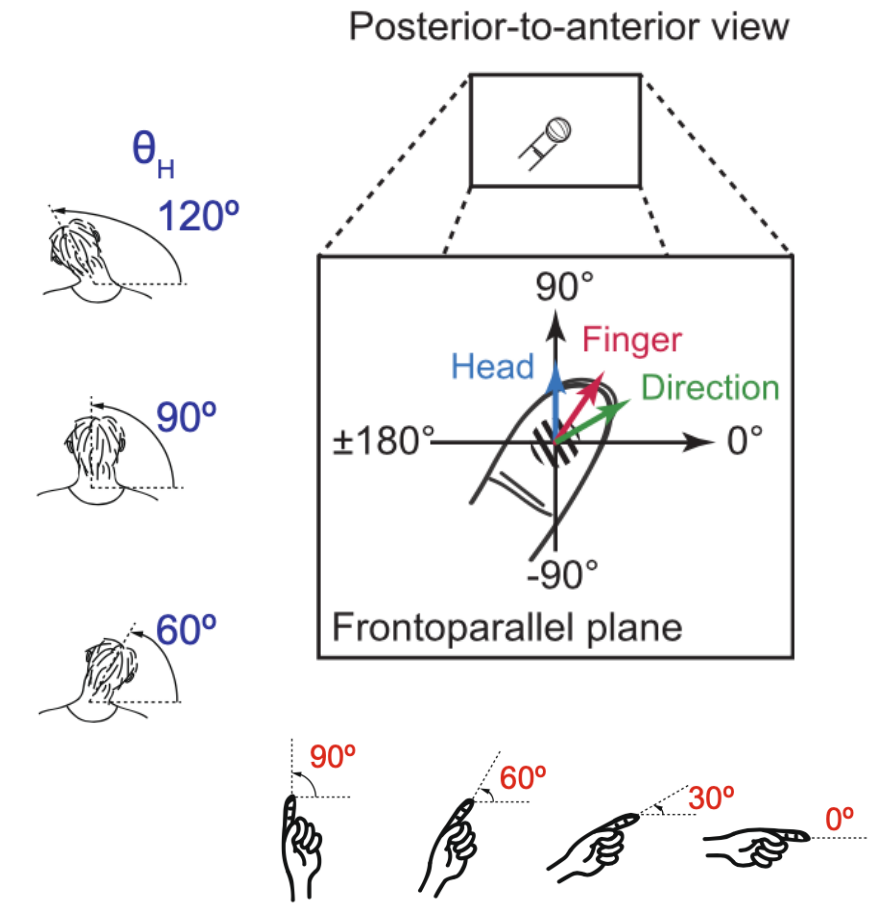 Posterior-to-anterior view
θH
120º
90º
60º
90°
Finger
Head
Direction
±180°
0°
-90°
Frontoparallel plane
90º
60º
30º
0º